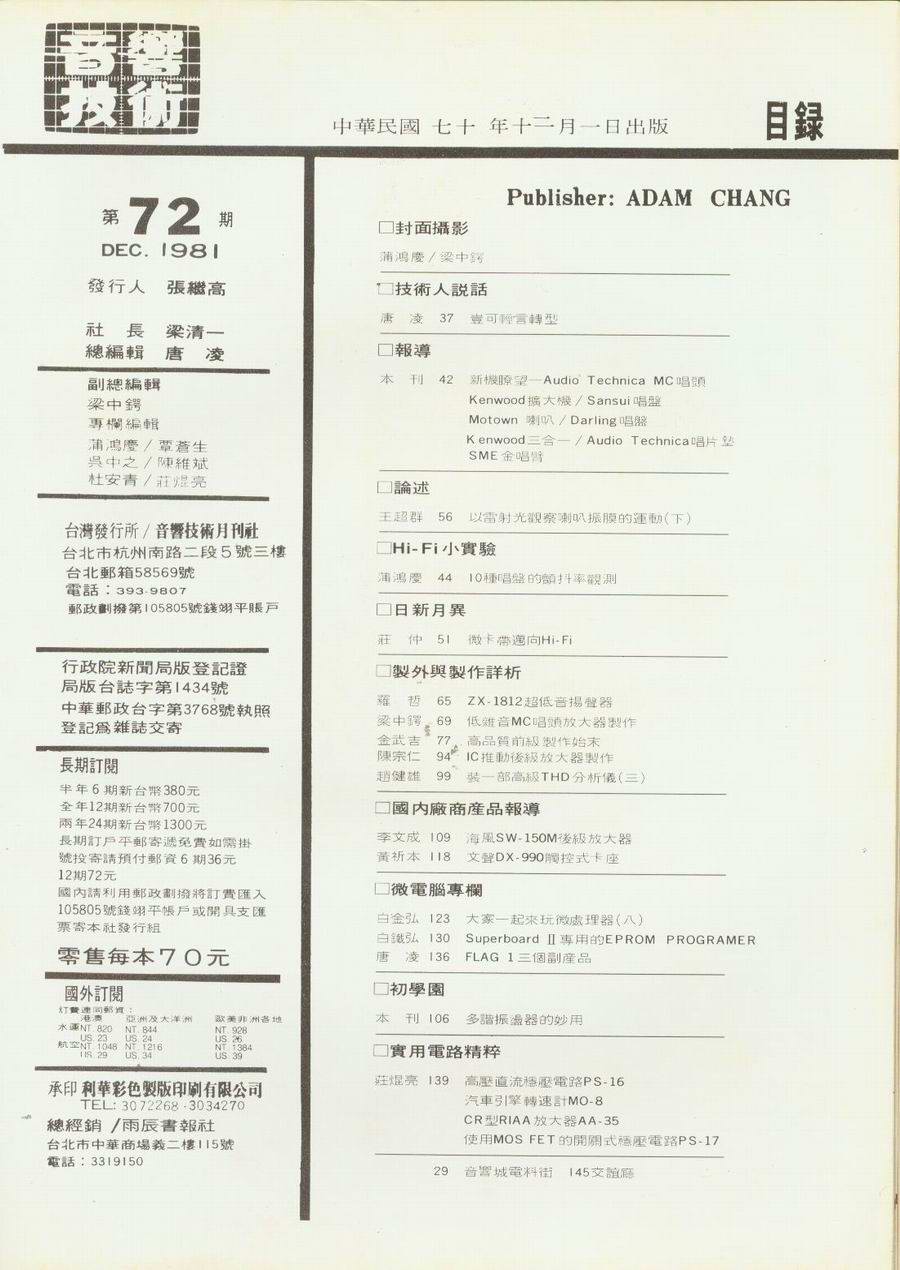 音響
技術
中華民國 七十 年十二月一日出版
目録
第72期
DEC. 1981
發行人 張繼高
社 長 梁清一
總編輯 唐 凌
副總編輯
梁中鍔
專欄編輯
蒲鴻慶/覃蒼生
吳中之/陳維斌
杜安青/莊焜亮
台灣發行所/音響技術月刊社
台北市杭州南路二段5號三樓
台北郵箱58569號
電話:393-9807
郵政劃撥第105805號錢翊平賬戶
行政院新聞局版登記證
局版台誌字第1434號
中華郵政台字第3768號執照
登記爲雜誌交寄
長期訂閱
半年6期新台幣380元
全年12期新台幣700元
兩年24期新台幣1300元
長期訂戶平郵寄遞免費如需掛
號投寄請預付郵資6期36元
12期72元
國內請利用郵政劃撥將訂費匯入
105805號錢翊平帳戶或開具支匯
票寄本社發行組
零售每本70元
國外訂閱
訂費連同郵資:
港澳 亞洲及大洋洲 歐美非洲各地
水運NT. 820 NT. 844 NT. 928
US. 23 US. 24 US. 26
航空NT. 1048 NT. 1216 NT. 1384
US. 29 US. 34 US. 39
承印 利華彩色製版印刷有限公司
TEL: 3072268·3034270
總經銷/雨辰書報社
台北市中華商場義二樓115號
電話:3319150
Publisher: ADAM CHANG
□封面攝影
蒲鴻慶/梁中鍔
□技術人説話
唐 凌 37 豈可輕言轉型
□報導
本 刊 42 新機瞭望—Audio Technica MC唱頭
Kenwood擴大機/Sansui唱盤
Motown 喇叭/Darling唱盤
Kenwood三合一/Audio Technica唱片墊
SME金唱臂
□論述
王超群 56 以雷射光觀察喇叭振膜的運動(下)
□Hi-Fi小實驗
蒲鴻慶 44 10種唱盤的顫抖率觀測
□日新月異
莊 仲 51 微卡帶邁向Hi-Fi
□製外與製作詳析
羅 哲 65 ZX-1812超低音揚聲器
梁中鍔 69 低雜音MC唱頭放大器製作
金武吉 77 高品質前級製作始末
陳宗仁 94 IC推動後級放大器製作
趙健雄 99 裝一部高級THD分析儀(三)
□國内廠商產品報導
李文成 109 海風SW-150M後級放大器
黃祈本 118 文聲DX-990觸控式卡座
□微電腦專欄
白金弘 123 大家一起來玩微處理器(八)
白鐵弘 130 Superboard Ⅱ專用的EPROM PROGRAMER
唐 凌 136 FLAG 1三個副產品
□初學園
本 刊 106 多諧振盪器的妙用
□實用電路精粹
莊焜亮 139 高壓直流穩壓電路PS-16
汽車引擎轉速計MO-8
CR型RIAA放大器AA-35
使用MOS FET的開關式穩壓電路PS-17
29 音響城電料街 145交誼廳